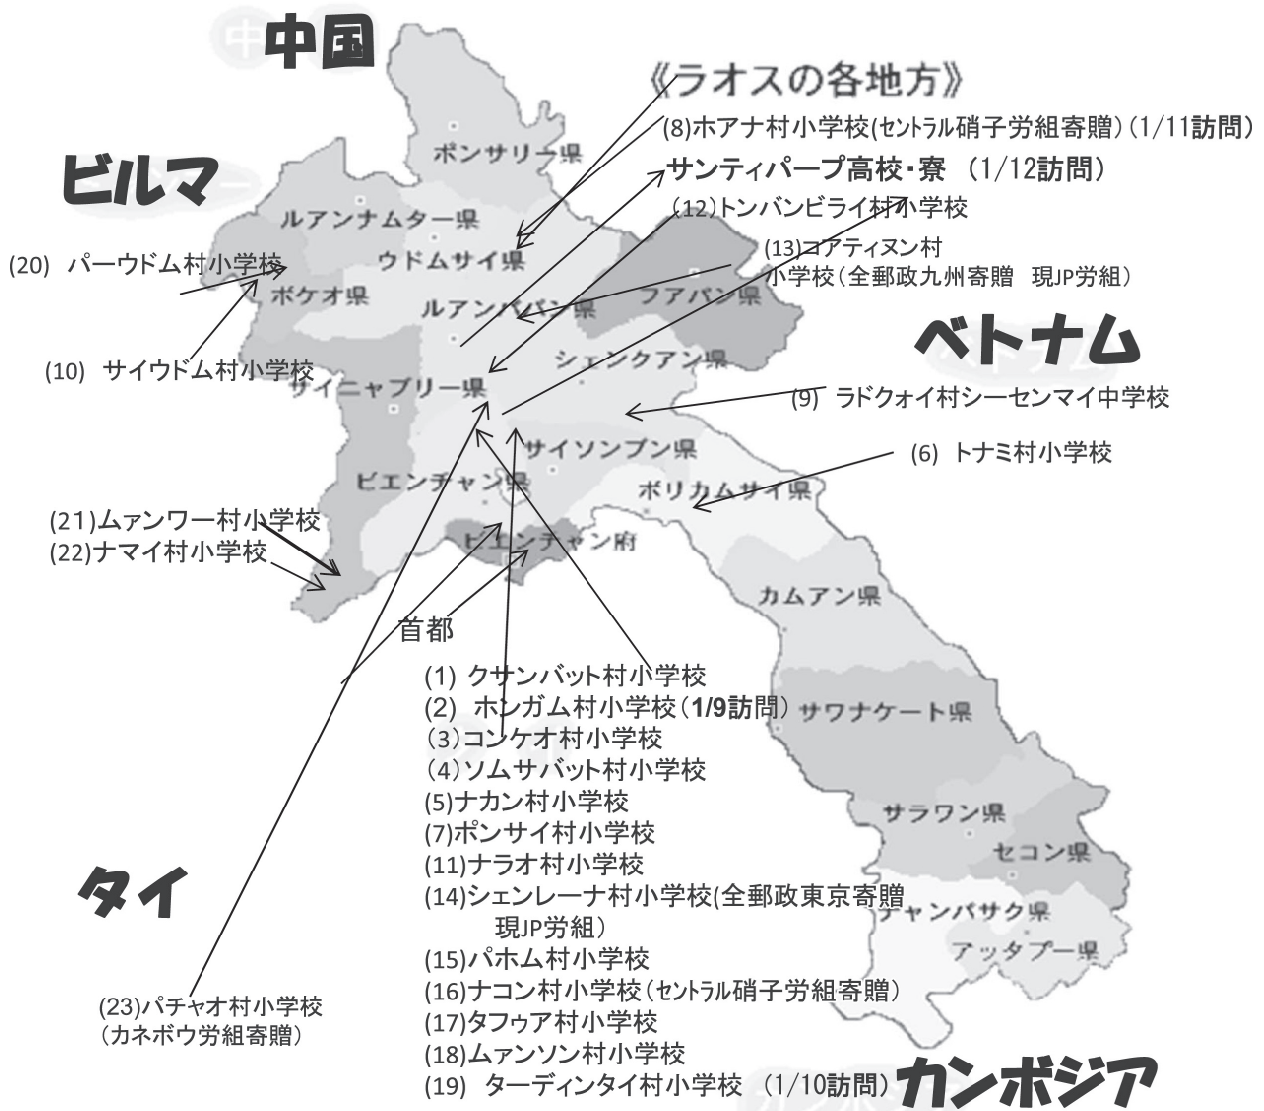 中国
《ラオスの各地方》
(8)ホアナ村小学校(セントラル硝子労組寄贈)(1/11訪問)
ポンサリー県
ビルマ
サンティパープ高校・寮 (1/12訪問)
(12)トンバンビライ村小学校
ルアンナムター県
(13)コアティヌン村
小学校(全郵政九州寄贈 現JP労組)
ウドムサイ県
(20) パーウドム村小学校
ボケオ県
ルアンパバン県
フアパン県
ベトナム
シェンクアン県
(10) サイウドム村小学校
サイニャブリー県
(9) ラドクォイ村シーセンマイ中学校
サイソンブン県
(6) トナミ村小学校
ビエンチャン県
ボリカムサイ県
(21)ムァンワー村小学校
(22)ナマイ村小学校
ビエンチャン府
カムアン県
首都
(1) クサンバット村小学校
(2) ホンガム村小学校(1/9訪問)
サワナケート県
(3)コンケオ村小学校
(4)ソムサバット村小学校
(5)ナカン村小学校
サラワン県
(7)ポンサイ村小学校
セコン県
(11)ナラオ村小学校
タイ
(14)シェンレーナ村小学校(全郵政東京寄贈
現JP労組)
チャンパサク県
アッタプー県
(15)パホム村小学校
(16)ナコン村小学校(セントラル硝子労組寄贈)
(23)パチャオ村小学校
(カネボウ労組寄贈)
(17)タフゥア村小学校
(18)ムァンソン村小学校
(19) ターディンタイ村小学校 (1/10訪問)
カンボジア